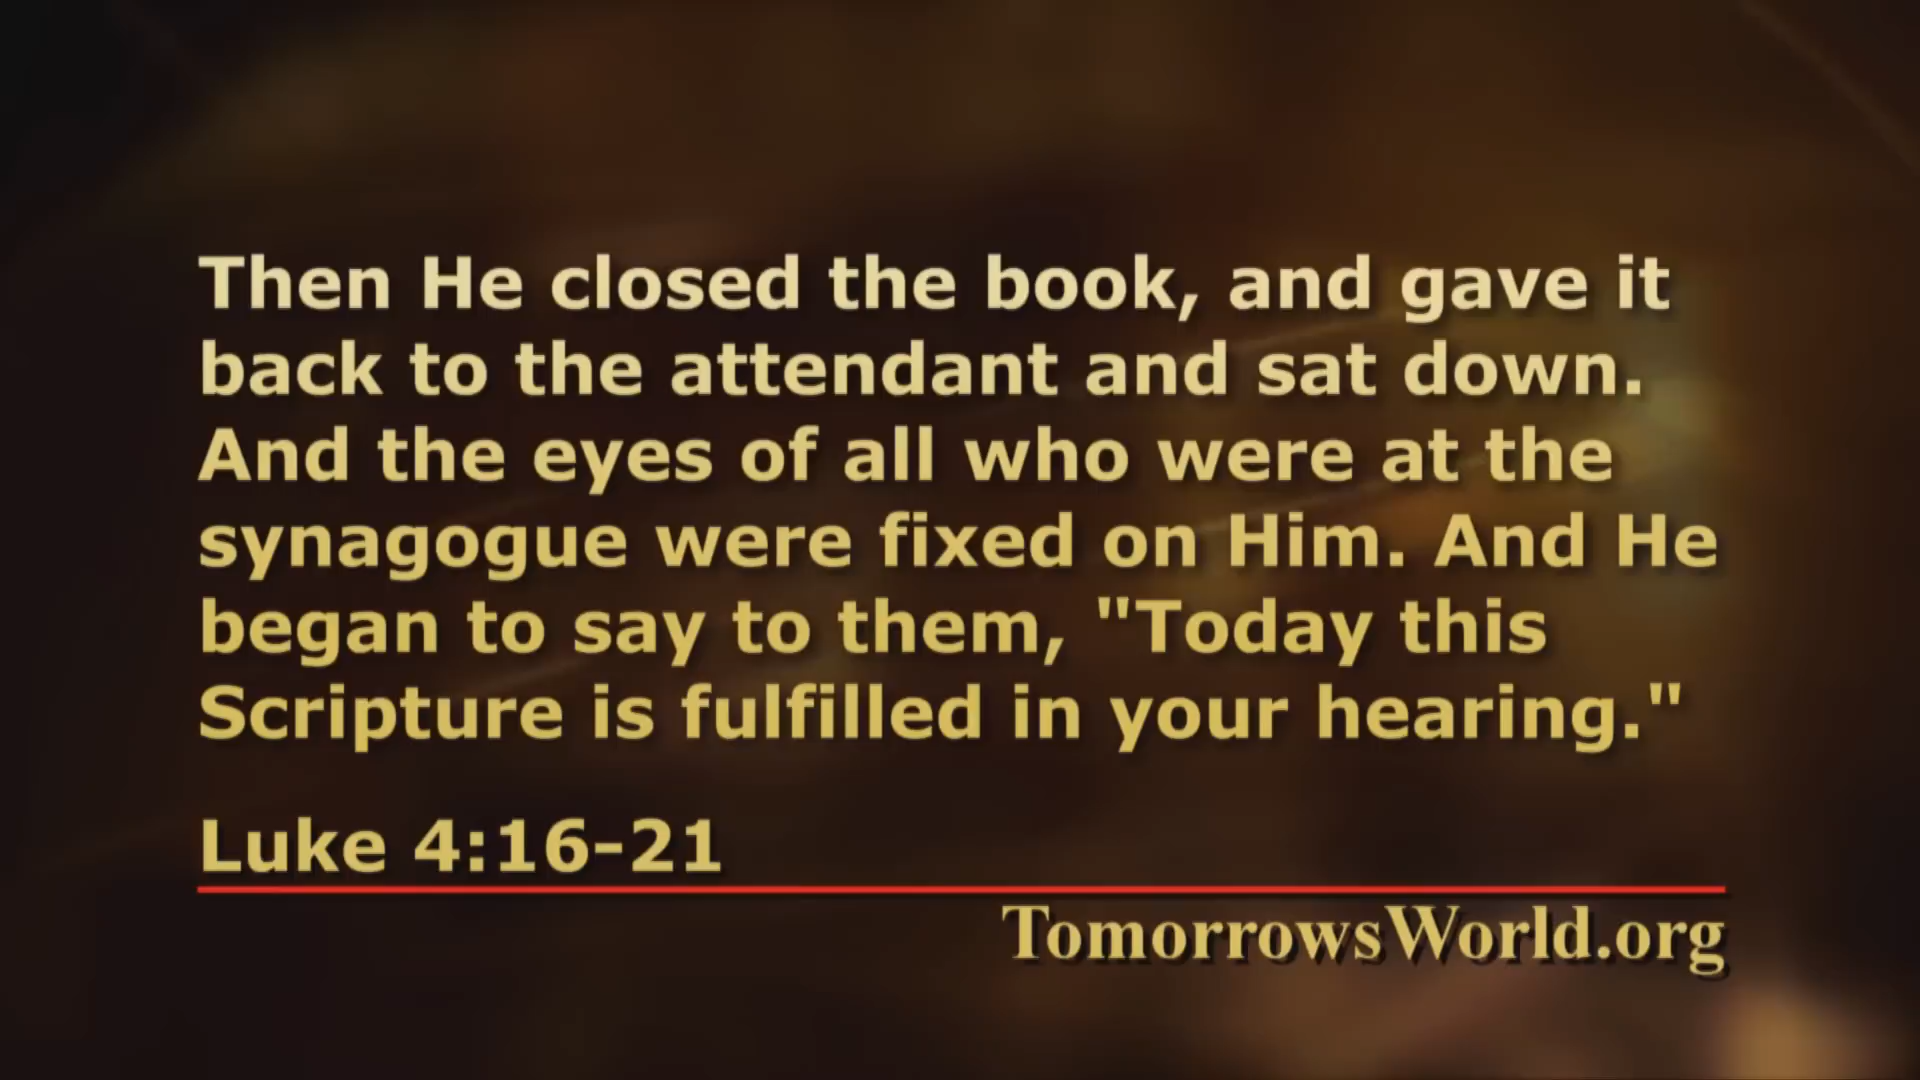 Then He closed the book, and gave it
back to the attendant and sat down.
And the eyes of all who were at the
synagogue were fixed on Him. And He
began to say to them, "Today this
Scripture is fulfilled in your hearing."
Luke 4:16-21
TomorrowsWorld.org